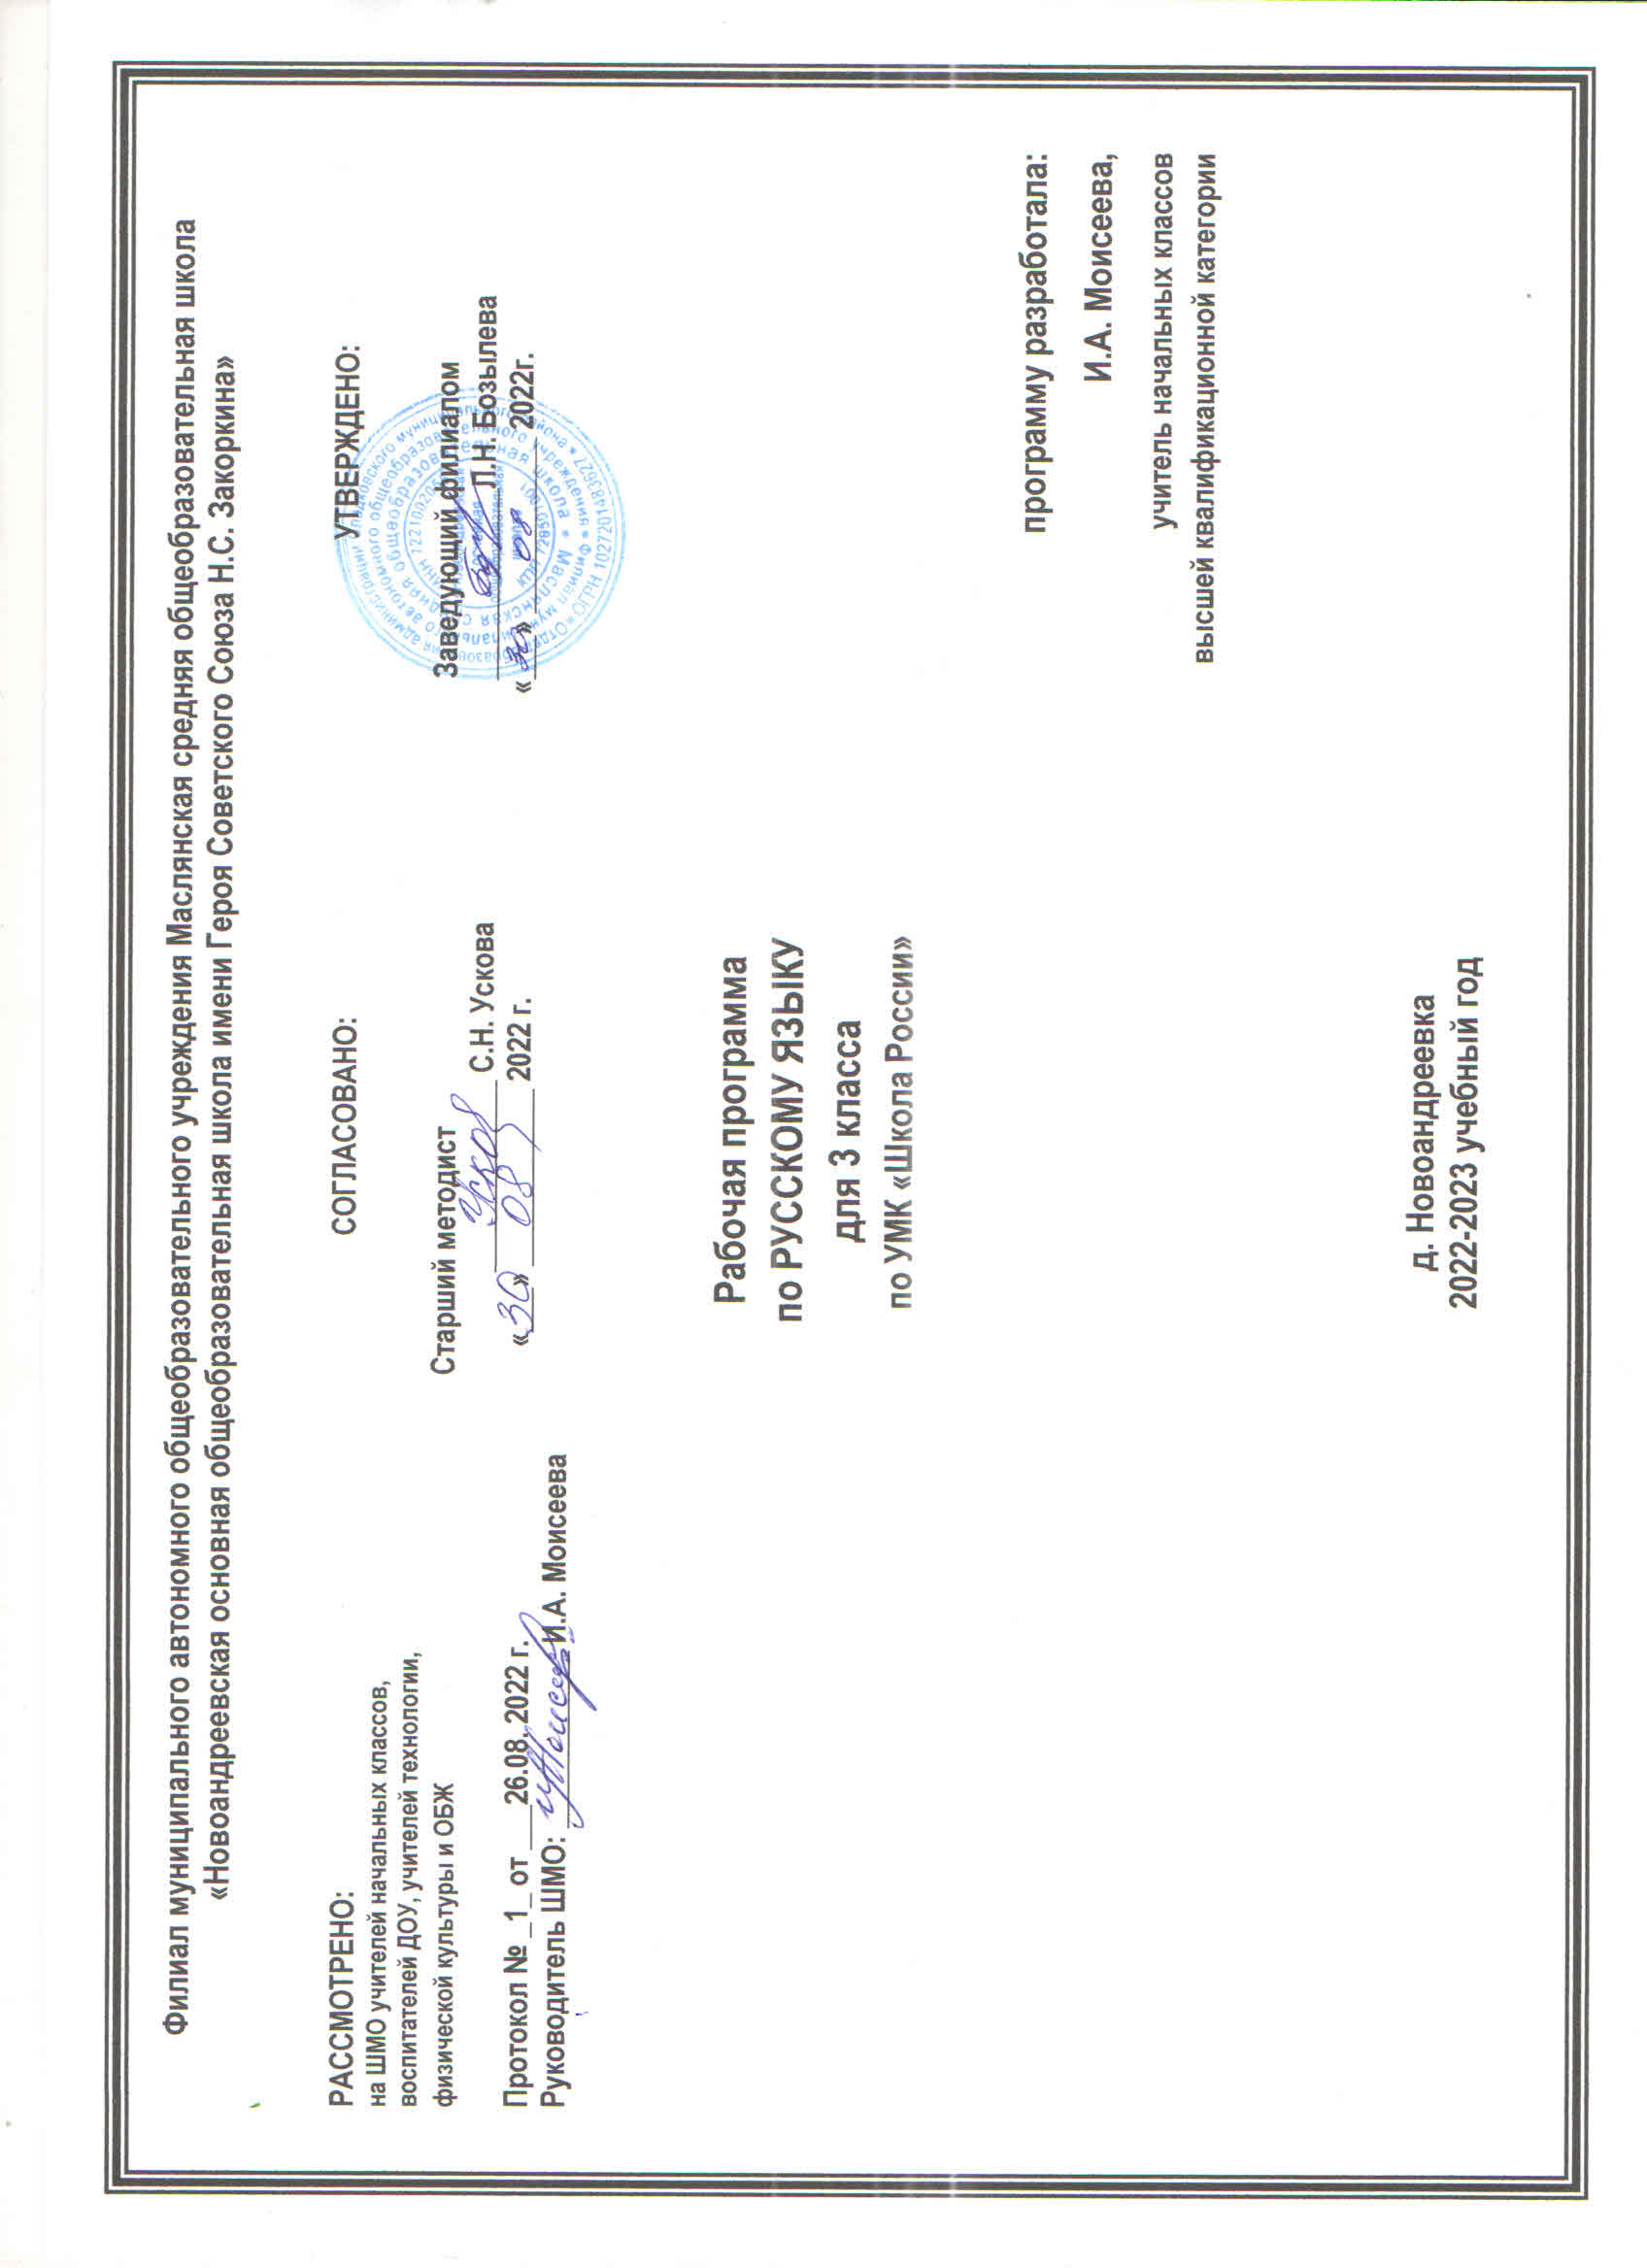 Филиал муниципального автономного общеобразовательного учреждения Маслянская средняя общеобразовательная школа
«Новоандреевская основная общеобразовательная школа имени Героя Советского Союза Н.С. Закоркина»
РАССМОТРЕНО:
на ШМО учителей начальных классов,
воспитателей ДОУ, учителей технологии,
физической культуры и ОБЖ
Протокол № _1_ от ___26.08. 2022 г.
Руководитель ШМО: И.А. Моисеева
СОГЛАСОВАНО:
Старший методист
Усков С.Н. Ускова
«30» 08 2022 г.
УТВЕРЖДЕНО:
Заведующий филиалом
Л.Н. Бозылева
«30» 08 2022г.
Рабочая программа
по РУССКОМУ ЯЗЫКУ
для 3 класса
по УМК «Школа России»
программу разработала:
И.А. Моисеева,
учитель начальных классов
высшей квалификационной категории
д. Новоандреевка
2022-2023 учебный год